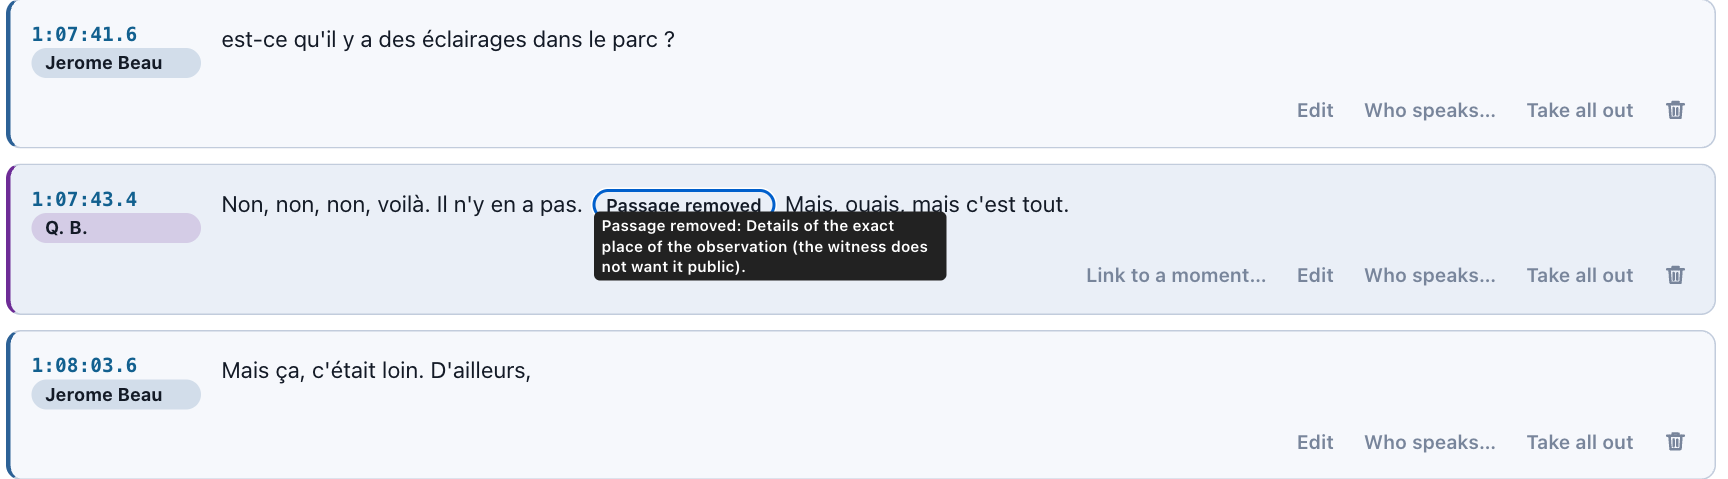 1:07:41.6
Jerome Beau
est-ce qu'il y a des éclairages dans le parc ?
Edit Who speaks... Take all out
1:07:43.4
Q. B.
Non, non, non, voilà. Il n'y en a pas. Passage removed Mais, ouais, mais c'est tout.
Passage removed: Details of the exact
place of the observation (the witness does
not want it public).
Link to a moment... Edit Who speaks... Take all out
1:08:03.6
Jerome Beau
Mais ça, c'était loin. D'ailleurs,
Edit Who speaks... Take all out